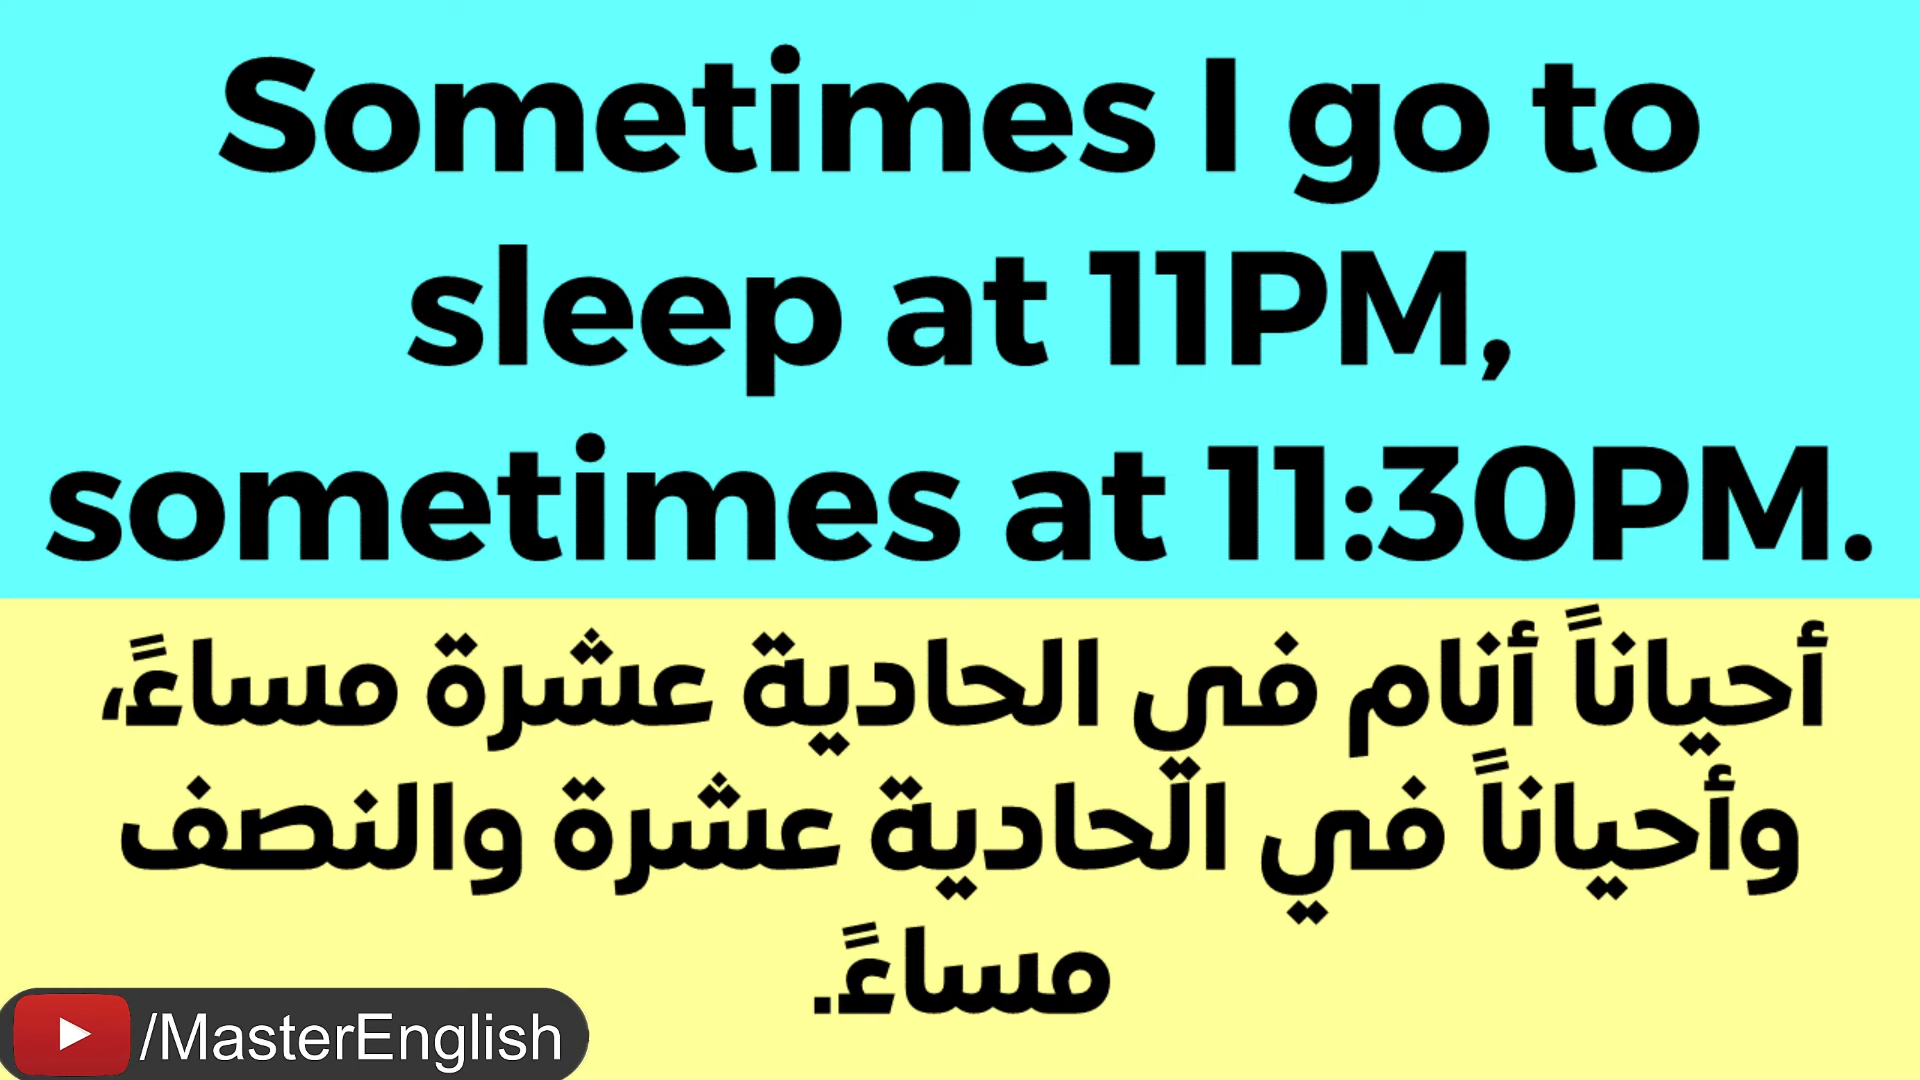 Sometimes I go to
sleep at 11PM,
sometimes at 11:30PM.
أحياناً أنام في الحادية عشرة مساءً،
وأحياناً في الحادية عشرة والنصف
مساءً.
/MasterEnglish